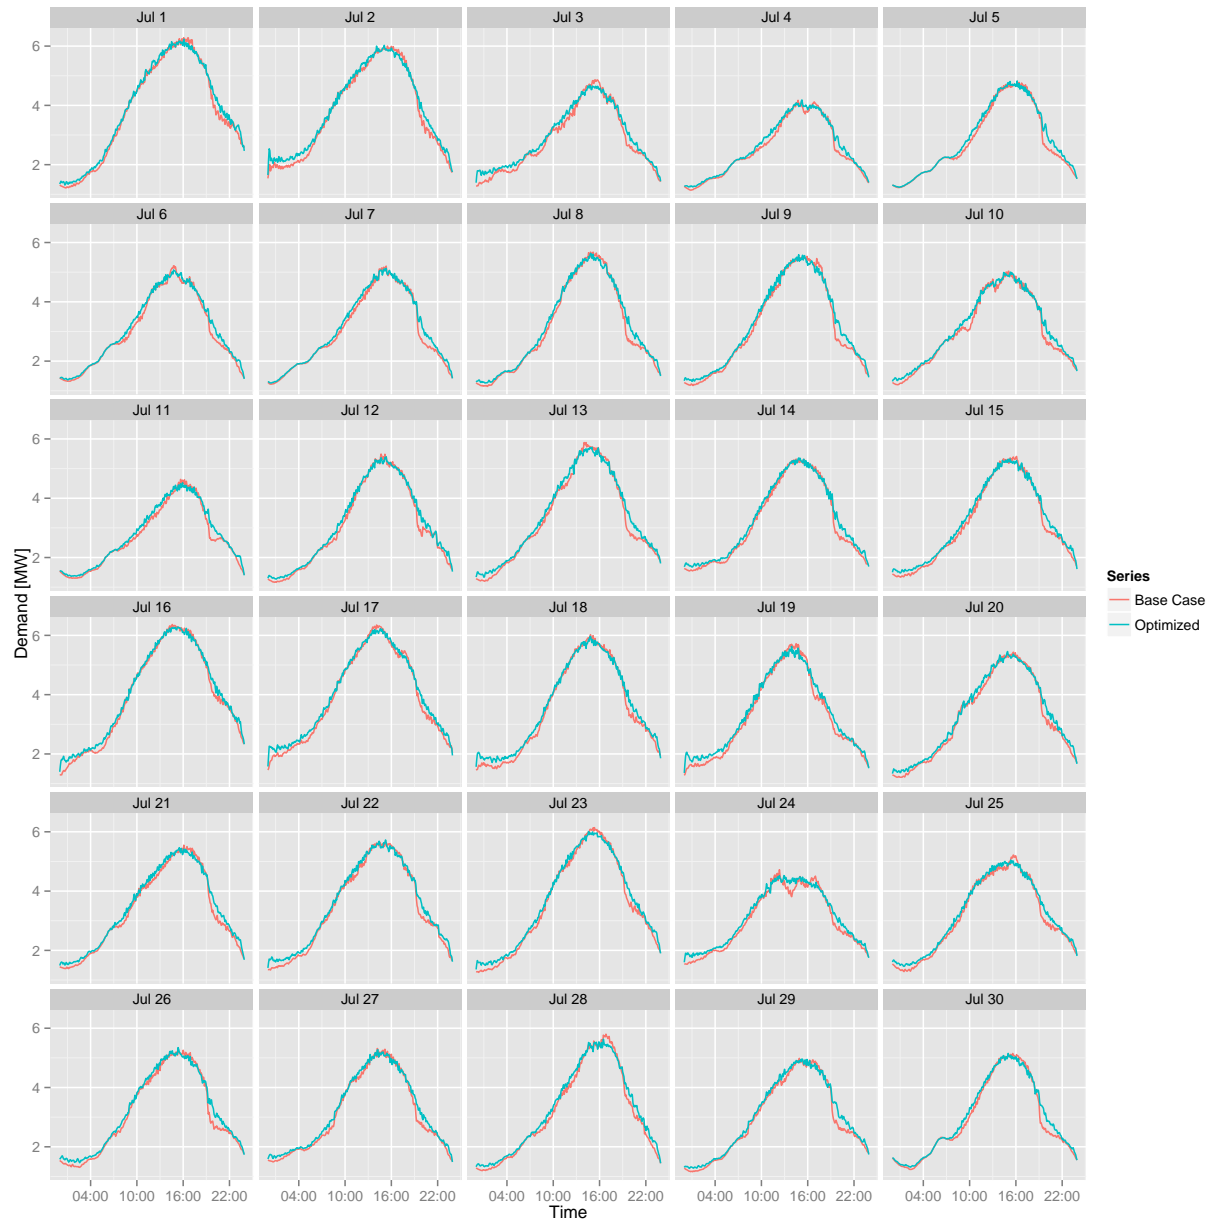 Jul 1 Jul 2 Jul 3 Jul 4 Jul 5
6
4
2
Jul 6 Jul 7 Jul 8 Jul 9 Jul 10
6
4
2
Jul 11 Jul 12 Jul 13 Jul 14 Jul 15
6
4
2
Demand [MW]
Series
Base Case
Optimized
Jul 16 Jul 17 Jul 18 Jul 19 Jul 20
6
4
2
Jul 21 Jul 22 Jul 23 Jul 24 Jul 25
6
4
2
Jul 26 Jul 27 Jul 28 Jul 29 Jul 30
6
4
2
04:00 10:00 16:00 22:00 04:00 10:00 16:00 22:00 04:00 10:00 16:00 22:00 04:00 10:00 16:00 22:00 04:00 10:00 16:00 22:00
Time